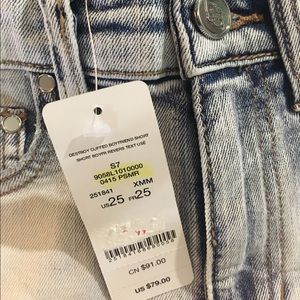 DESTROY CUFFED BOYFRIEND SHORT
SHORT BOYFR REVERS TEXT USE
S7
9058L1010000
0415 PSMR
251841 XMM
US25 FR25
CN $91.00
US $79.00